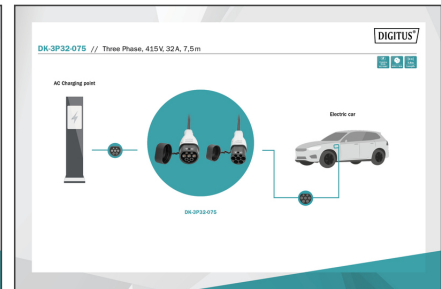 DIGITUS®
DK-3P32-075 // Three Phase, 415V, 32A, 7,5m
AC Charging point
Electric car
DK-3P32-075